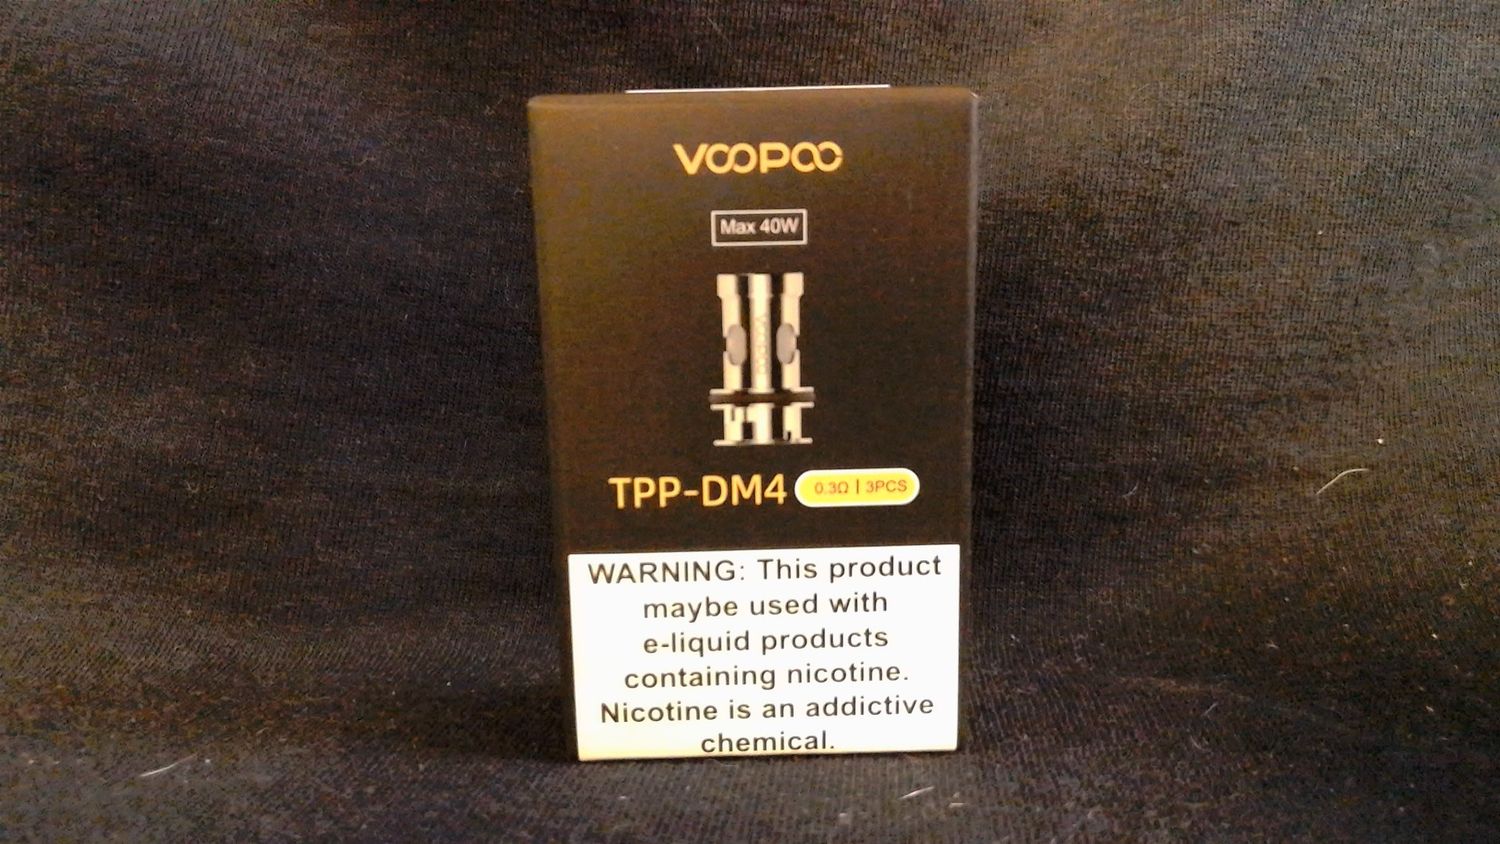 VOOPOO
Max 40W
VOOPOO
TPP-DM4 0.3Ω | 3PCS
WARNING: This product
maybe used with
e-liquid products
containing nicotine.
Nicotine is an addictive
chemical.